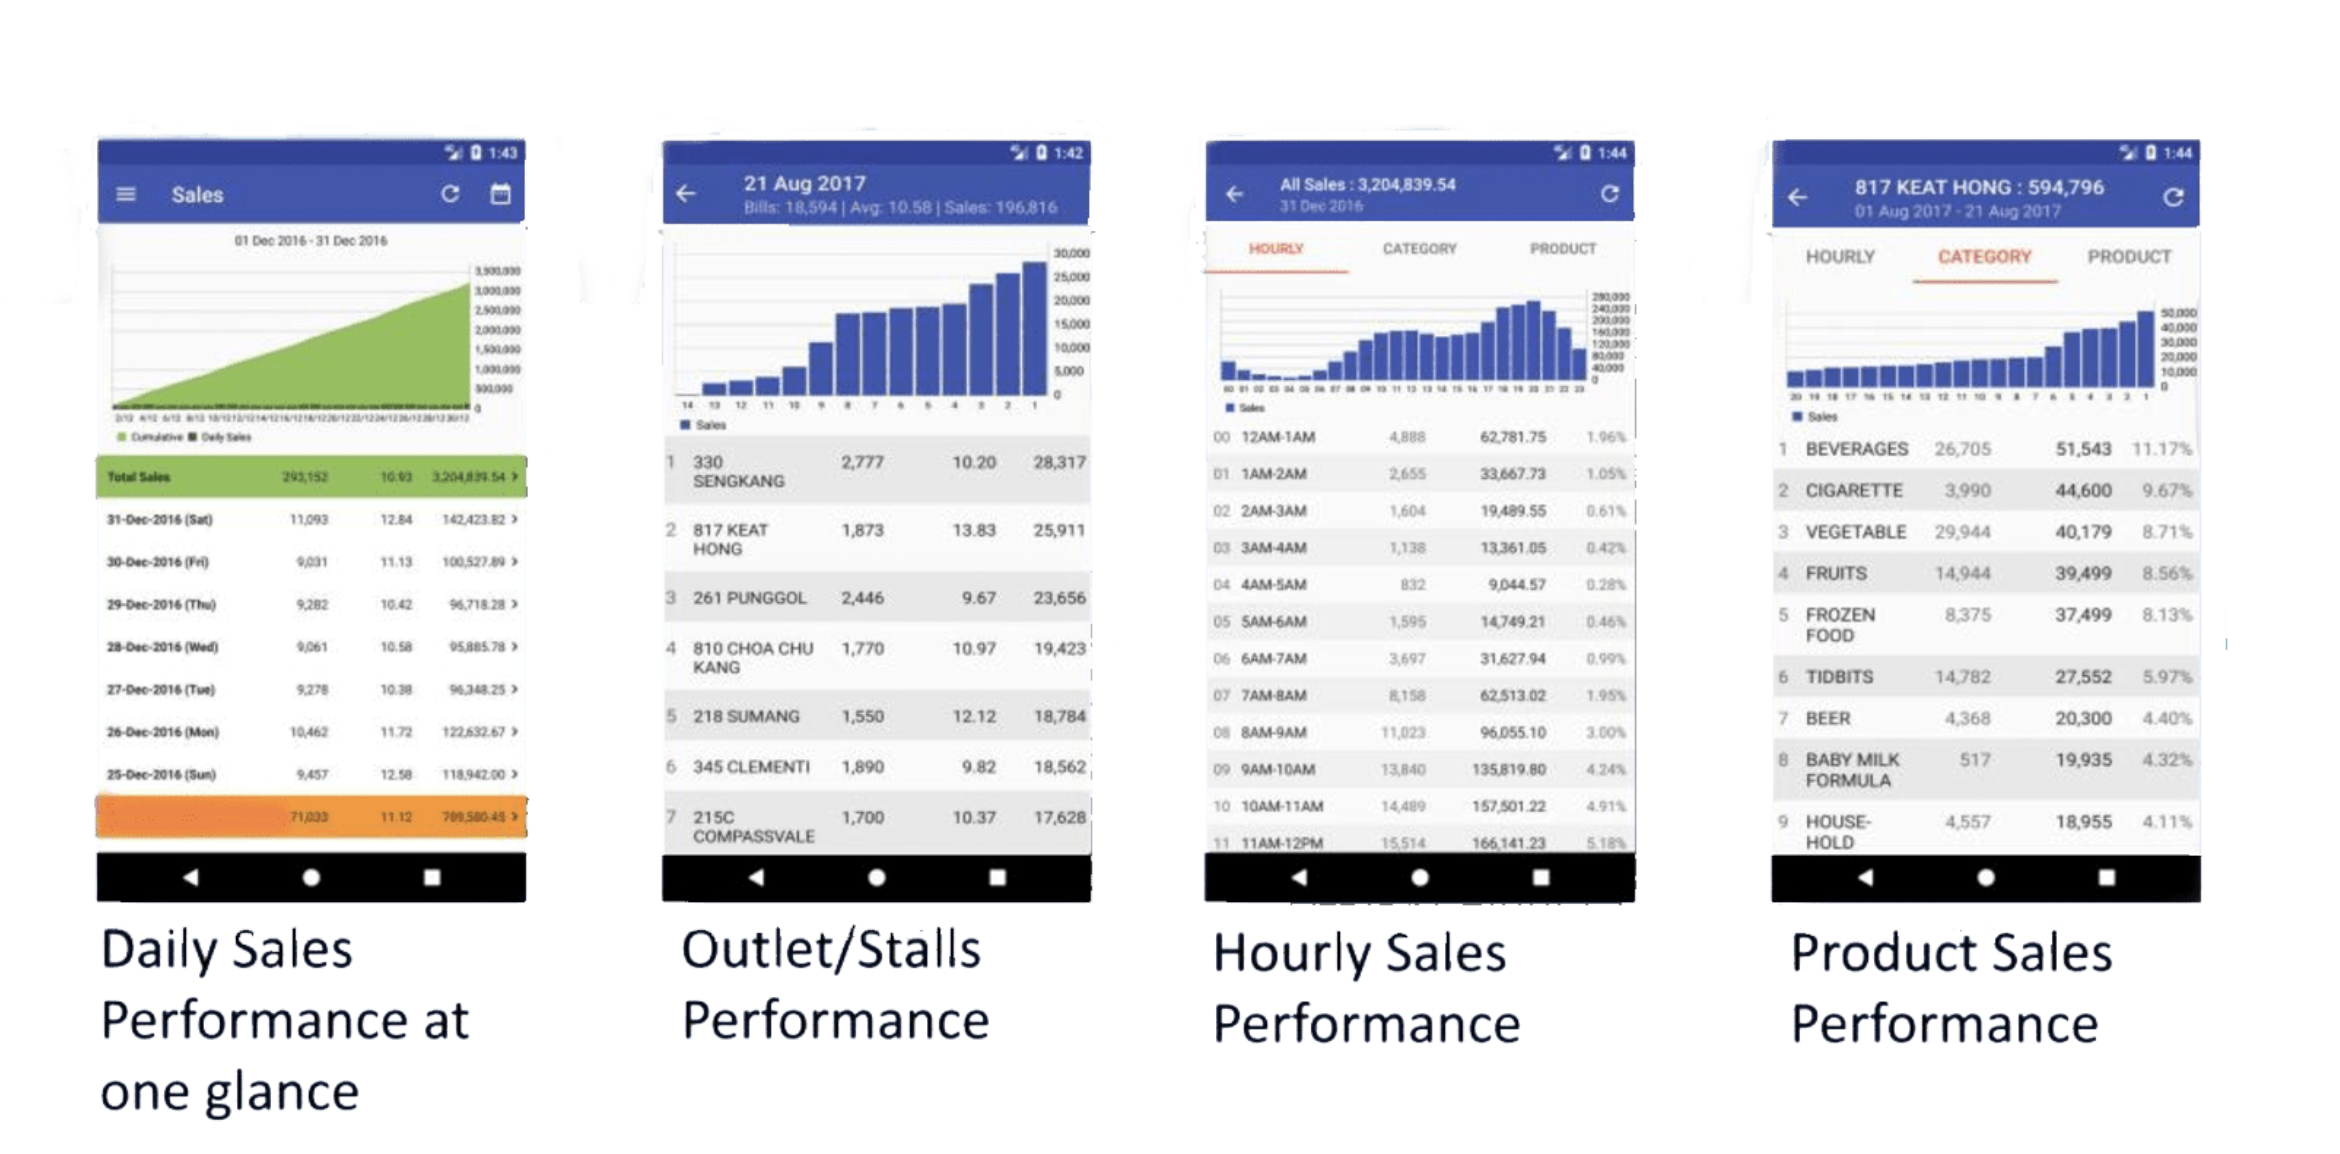 1:43
Sales
01 Dec 2016 - 31 Dec 2016
3,500,000
3,000,000
2,500,000
2,000,000
1,500,000
1,000,000
500,000
0
Cumulative Daily Sales
Total Sales 293,152 10.93 3,204,839.54 >
31-Dec-2016 (Sat) 11,093 12.84 142,423.82 >
30-Dec-2016 (Fri) 9,031 11.13 100,527.89 >
29-Dec-2016 (Thu) 9,282 10.42 96,718.28 >
28-Dec-2016 (Wed) 9,061 10.58 95,885.78 >
27-Dec-2016 (Tue) 9,278 10.38 96,348.25 >
26-Dec-2016 (Mon) 10,462 11.72 122,632.67 >
25-Dec-2016 (Sun) 9,457 12.58 118,942.00 >
71,033 11.12 789,580.45 >
Daily Sales
Performance at
one glance
1:42
21 Aug 2017
Bills: 18,594 | Avg: 10.58 | Sales: 196,816
30,000
25,000
20,000
15,000
10,000
5,000
0
14 13 12 11 10 9 8 7 6 5 4 3 2 1
Sales
1 330 2,777 10.20 28,317
SENGKANG
2 817 KEAT 1,873 13.83 25,911
HONG
3 261 PUNGGOL 2,446 9.67 23,656
4 810 CHOA CHU 1,770 10.97 19,423
KANG
5 218 SUMANG 1,550 12.12 18,784
6 345 CLEMENTI 1,890 9.82 18,562
7 215C 1,700 10.37 17,628
COMPASSVALE
Outlet/Stalls
Performance
1:44
All Sales : 3,204,839.54
31 Dec 2016
HOURLY CATEGORY PRODUCT
280,000
240,000
200,000
160,000
120,000
80,000
40,000
0
00 01 02 03 04 05 06 07 08 09 10 11 12 13 14 15 16 17 18 19 20 21 22 23
Sales
00 12AM-1AM 4,888 62,781.75 1.96%
01 1AM-2AM 2,655 33,667.73 1.05%
02 2AM-3AM 1,604 19,489.55 0.61%
03 3AM-4AM 1,138 13,361.05 0.42%
04 4AM-5AM 832 9,044.57 0.28%
05 5AM-6AM 1,595 14,749.21 0.46%
06 6AM-7AM 3,697 31,627.94 0.99%
07 7AM-8AM 8,158 62,513.02 1.95%
08 8AM-9AM 11,023 96,055.10 3.00%
09 9AM-10AM 13,840 135,819.80 4.24%
10 10AM-11AM 14,489 157,501.22 4.91%
11 11AM-12PM 15,514 166,141.23 5.18%
Hourly Sales
Performance
1:44
817 KEAT HONG : 594,796
01 Aug 2017 - 21 Aug 2017
HOURLY CATEGORY PRODUCT
50,000
40,000
30,000
20,000
10,000
0
20 19 18 17 16 15 14 13 12 11 10 9 8 7 6 5 4 3 2 1
Sales
1 BEVERAGES 26,705 51,543 11.17%
2 CIGARETTE 3,990 44,600 9.67%
3 VEGETABLE 29,944 40,179 8.71%
4 FRUITS 14,944 39,499 8.56%
5 FROZEN 8,375 37,499 8.13%
FOOD
6 TIDBITS 14,782 27,552 5.97%
7 BEER 4,368 20,300 4.40%
8 BABY MILK 517 19,935 4.32%
FORMULA
9 HOUSE- 4,557 18,955 4.11%
HOLD
Product Sales
Performance